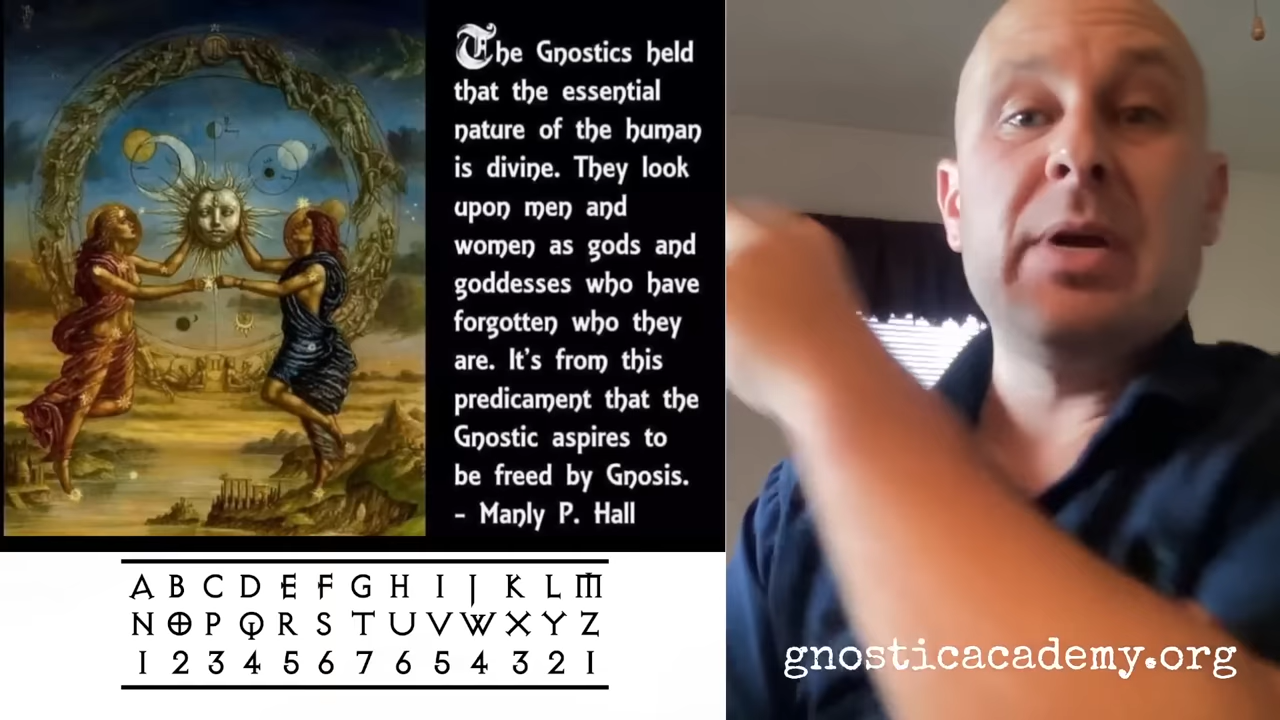 The Gnostics held
that the essential
nature of the human
is divine. They look
upon men and
women as gods and
goddesses who have
forgotten who they
are. It's from this
predicament that the
Gnostic aspires to
be freed by Gnosis.
- Manly P. Hall
A B C D E F G H I J K L M
N O P Q R S T U V W X Y Z
1 2 3 4 5 6 7 6 5 4 3 2 1
gnosticacademy.org